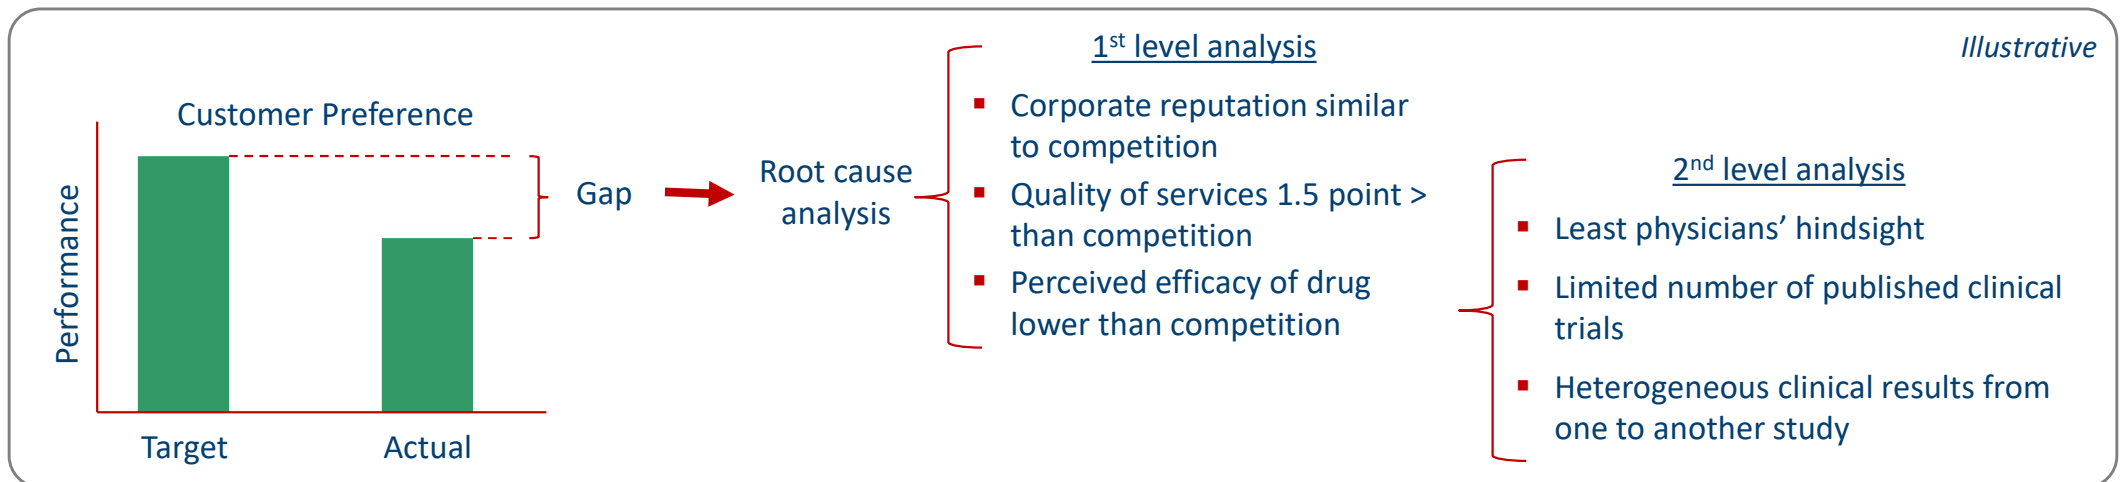 Illustrative
Customer Preference
Performance
Target
Actual
Gap
Root cause
analysis
1st level analysis
▪ Corporate reputation similar
to competition
▪ Quality of services 1.5 point >
than competition
▪ Perceived efficacy of drug
lower than competition
2nd level analysis
▪ Least physicians’ hindsight
▪ Limited number of published clinical
trials
▪ Heterogeneous clinical results from
one to another study